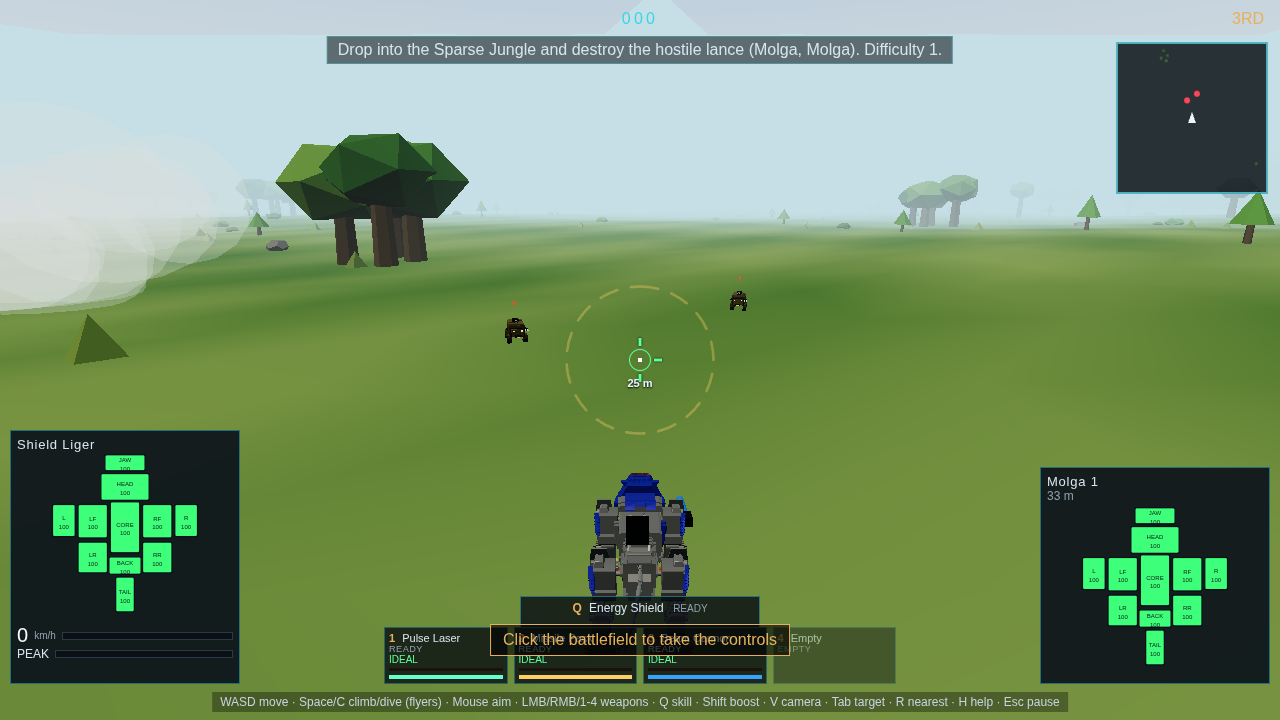 000
3RD
Drop into the Sparse Jungle and destroy the hostile lance (Molga, Molga). Difficulty 1.
25 m
Shield Liger
JAW
100
HEAD
100
L
100
LF
100
CORE
100
RF
100
R
100
LR
100
BACK
100
RR
100
TAIL
100
0 km/h
PEAK
Molga 1
33 m
JAW
100
HEAD
100
L
100
LF
100
CORE
100
RF
100
R
100
LR
100
BACK
100
RR
100
TAIL
100
Q Energy Shield READY
1 Pulse Laser
READY
IDEAL
READY
IDEAL
READY
IDEAL
4 Empty
EMPTY
Click the battlefield to take the controls
WASD move · Space/C climb/dive (flyers) · Mouse aim · LMB/RMB/1-4 weapons · Q skill · Shift boost · V camera · Tab target · R nearest · H help · Esc pause